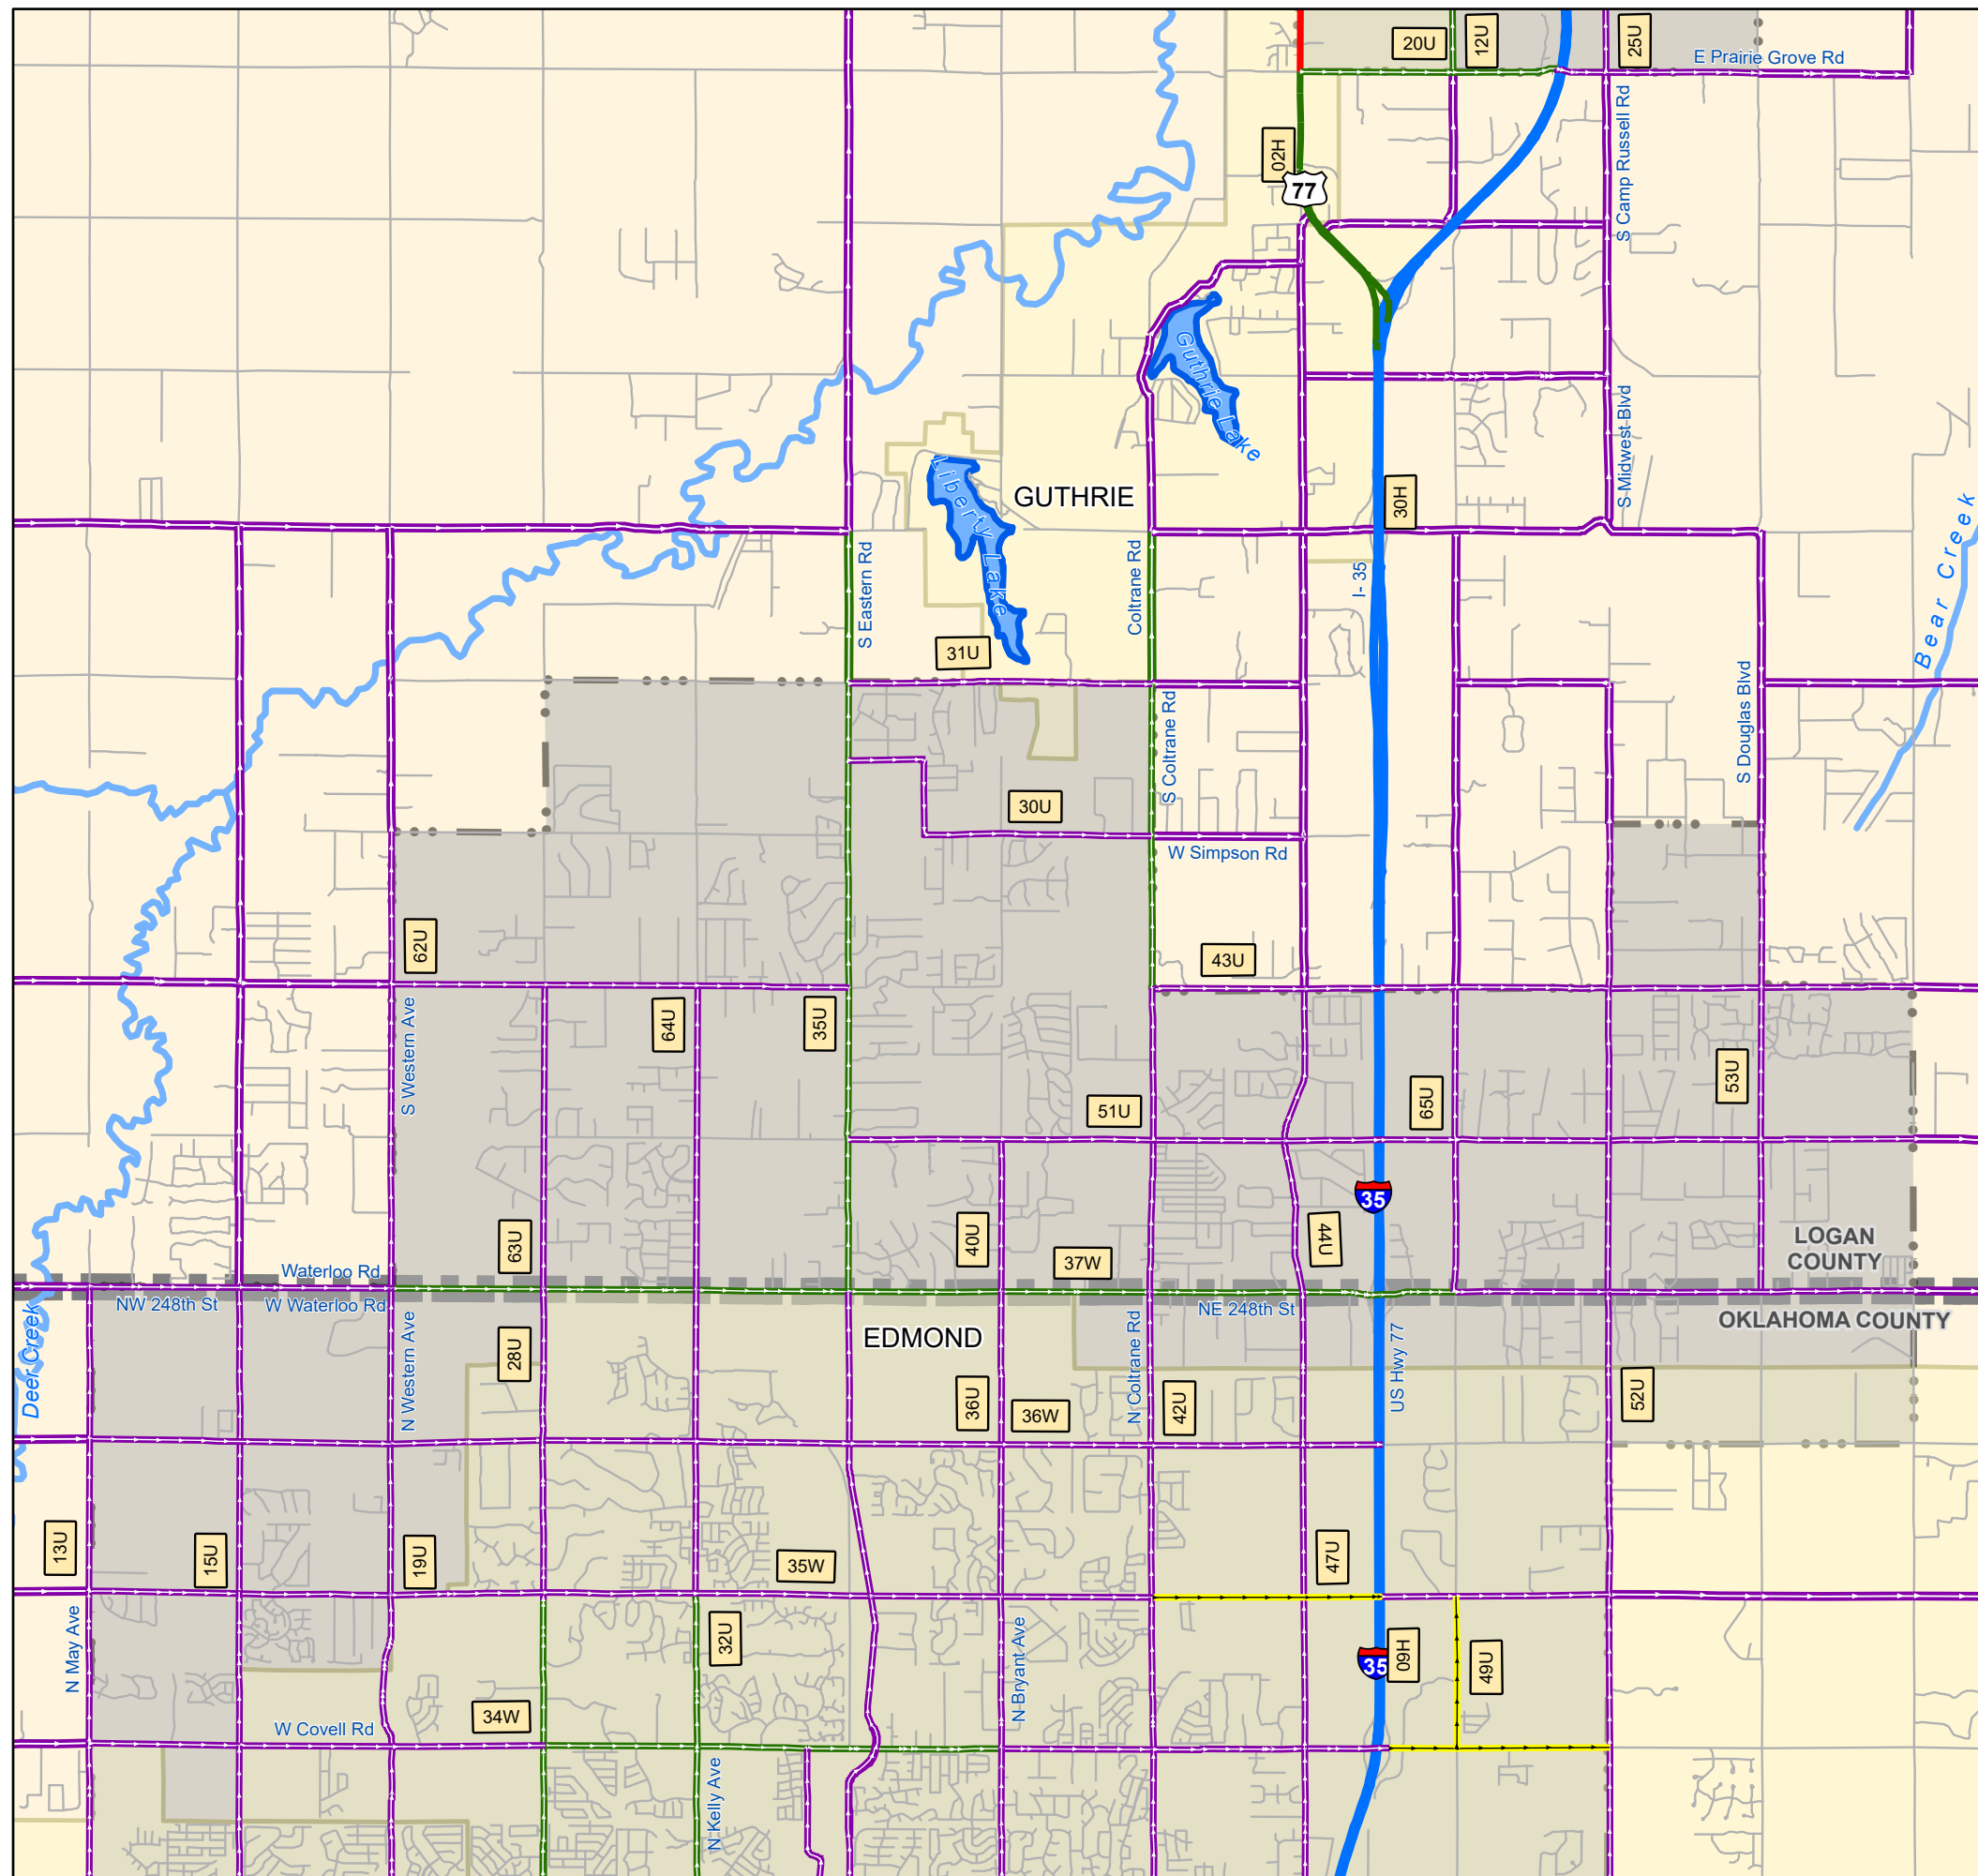 20U
12U
25U
E Prairie Grove Rd
02H
77
S Camp Russell Rd
Guthrie Lake
S Midwest Blvd
30H
GUTHRIE
Liberty Lake
Bear Creek
S Eastern Rd
Coltrane Rd
I- 35
31U
S Coltrane Rd
S Douglas Blvd
30U
W Simpson Rd
62U
43U
S Western Ave
64U
35U
51U
65U
53U
35
63U
40U
37W
44U
LOGAN
COUNTY
Waterloo Rd
NW 248th St
W Waterloo Rd
NE 248th St
OKLAHOMA COUNTY
Deer Creek
N Western Ave
28U
EDMOND
N Coltrane Rd
US Hwy 77
36U
36W
42U
52U
13U
15U
19U
35W
47U
N May Ave
32U
N Bryant Ave
35
09H
49U
34W
W Covell Rd
N Kelly Ave